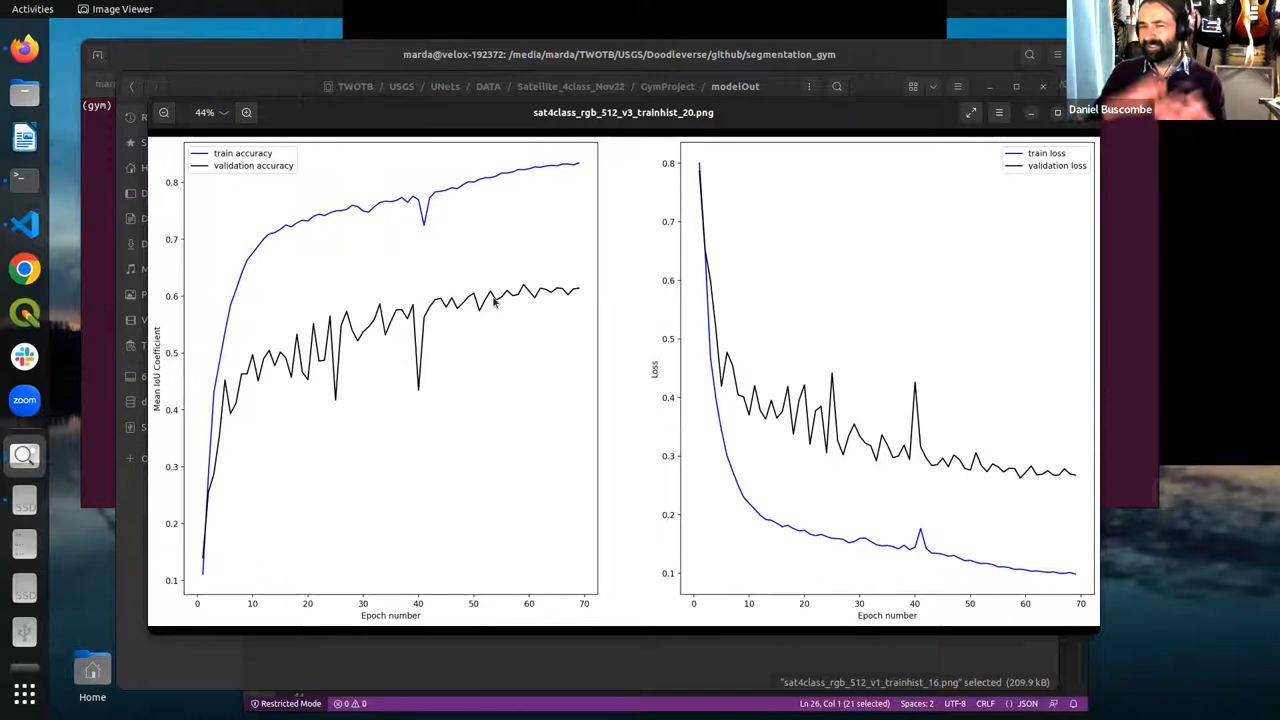 Activities
Image Viewer
marda@velox-192372: /media/marda/TWOTB/USGS/Doodleverse/github/segmentation_gym
TWOTB / USGS / UNets / DATA / Satellite_4class_Nov22 / GymProject / modelOut
(gym)
44%
sat4class_rgb_512_v3_trainhist_20.png
Daniel Buscombe
train accuracy
validation accuracy
0.8
0.7
0.6
0.5
0.4
0.3
0.2
0.1
Mean IoU Coefficient
0 10 20 30 40 50 60 70
Epoch number
train loss
validation loss
0.8
0.7
0.6
0.5
0.4
0.3
0.2
0.1
Loss
0 10 20 30 40 50 60 70
Epoch number
zoom
SSD
SSD
Home
"sat4class_rgb_512_v1_trainhist_16.png" selected (209.9 kB)
Restricted Mode
0 0
Ln 26, Col 1 (21 selected)
Spaces: 2
UTF-8
CRLF
{} JSON